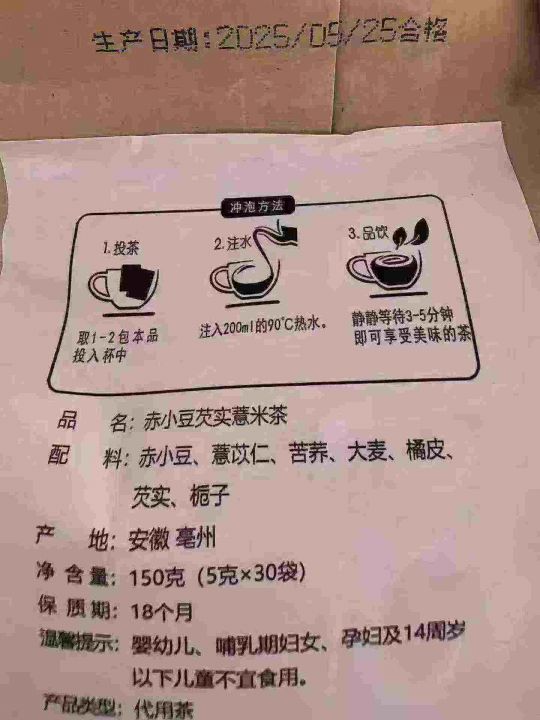 生产日期:2025/09/25合格
冲泡方法
1.投茶
2.注水
3.品饮
取1-2包本品
投入杯中
注入200ml的90℃热水。
静静等待3-5分钟
即可享受美味的茶
品 名：赤小豆芡实薏米茶
配 料：赤小豆、薏苡仁、苦荞、大麦、橘皮、
芡实、栀子
产 地：安徽 亳州
净 含 量：150克（5克×30袋）
保 质 期：18个月
温馨提示：婴幼儿、哺乳期妇女、孕妇及14周岁
以下儿童不宜食用。
产品类型：代用茶